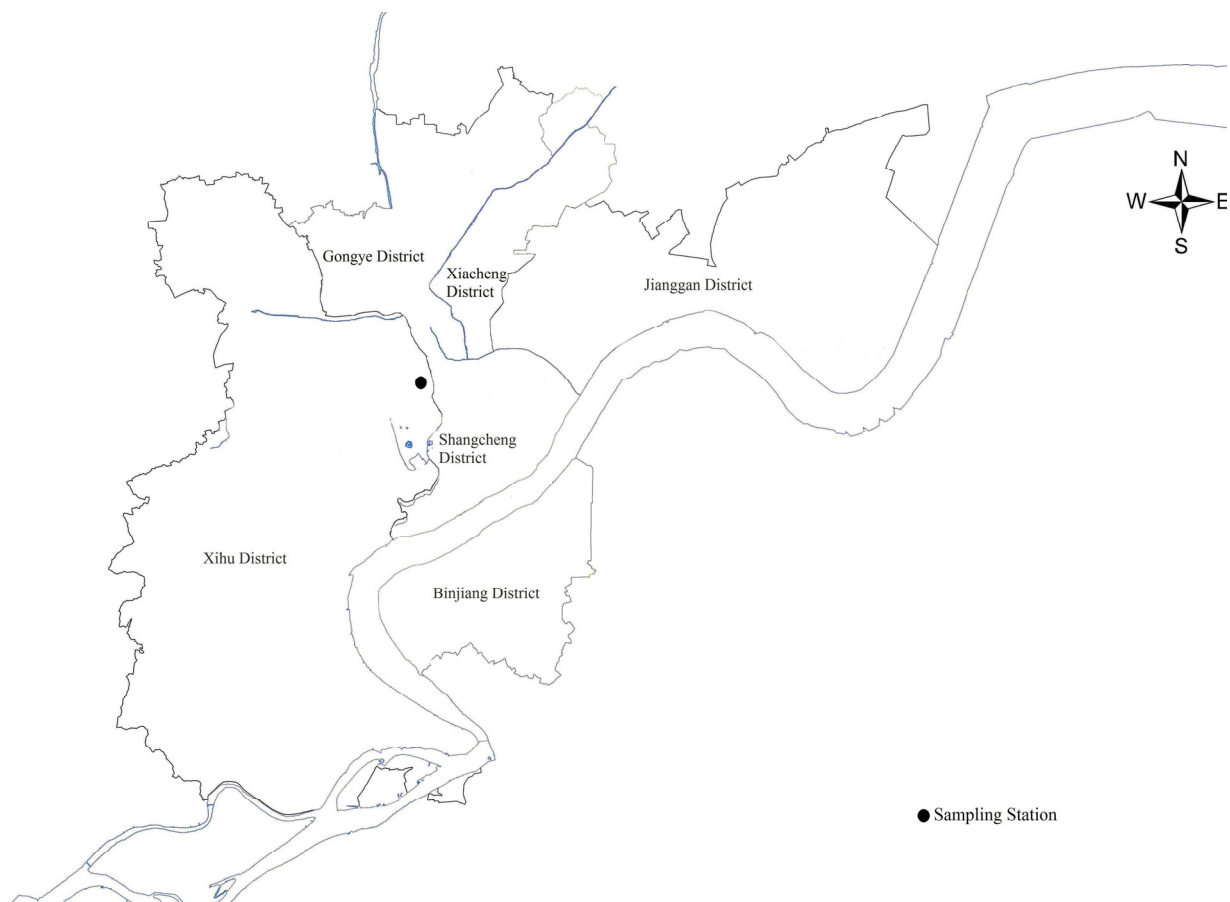 N
W E
S
Gongye District
Xiacheng
District
Jianggan District
Shangcheng
District
Xihu District
Binjiang District
Sampling Station